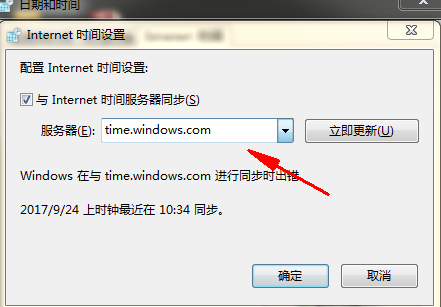 日期和时间
Internet 时间设置
配置 Internet 时间设置:
与 Internet 时间服务器同步(S)
服务器(E): time.windows.com 立即更新(U)
Windows 在与 time.windows.com 进行同步时出错
2017/9/24 上时钟最近在 10:34 同步。
确定 取消